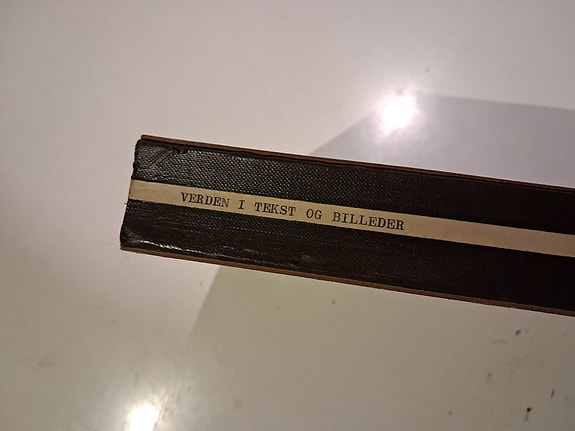 VERDEN I TEKST OG BILLEDER